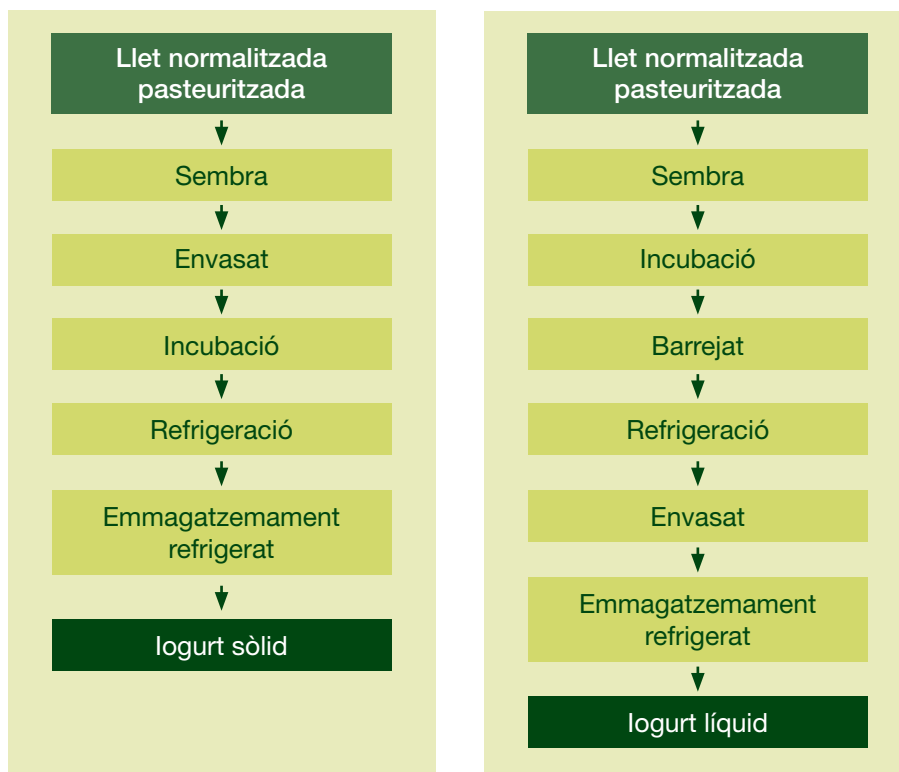 Llet normalitzada
pasteuritzada
Sembra
Envasat
Incubació
Refrigeració
Emmagatzemament
refrigerat
Iogurt sòlid
Llet normalitzada
pasteuritzada
Sembra
Incubació
Barrejat
Refrigeració
Envasat
Emmagatzemament
refrigerat
Iogurt líquid